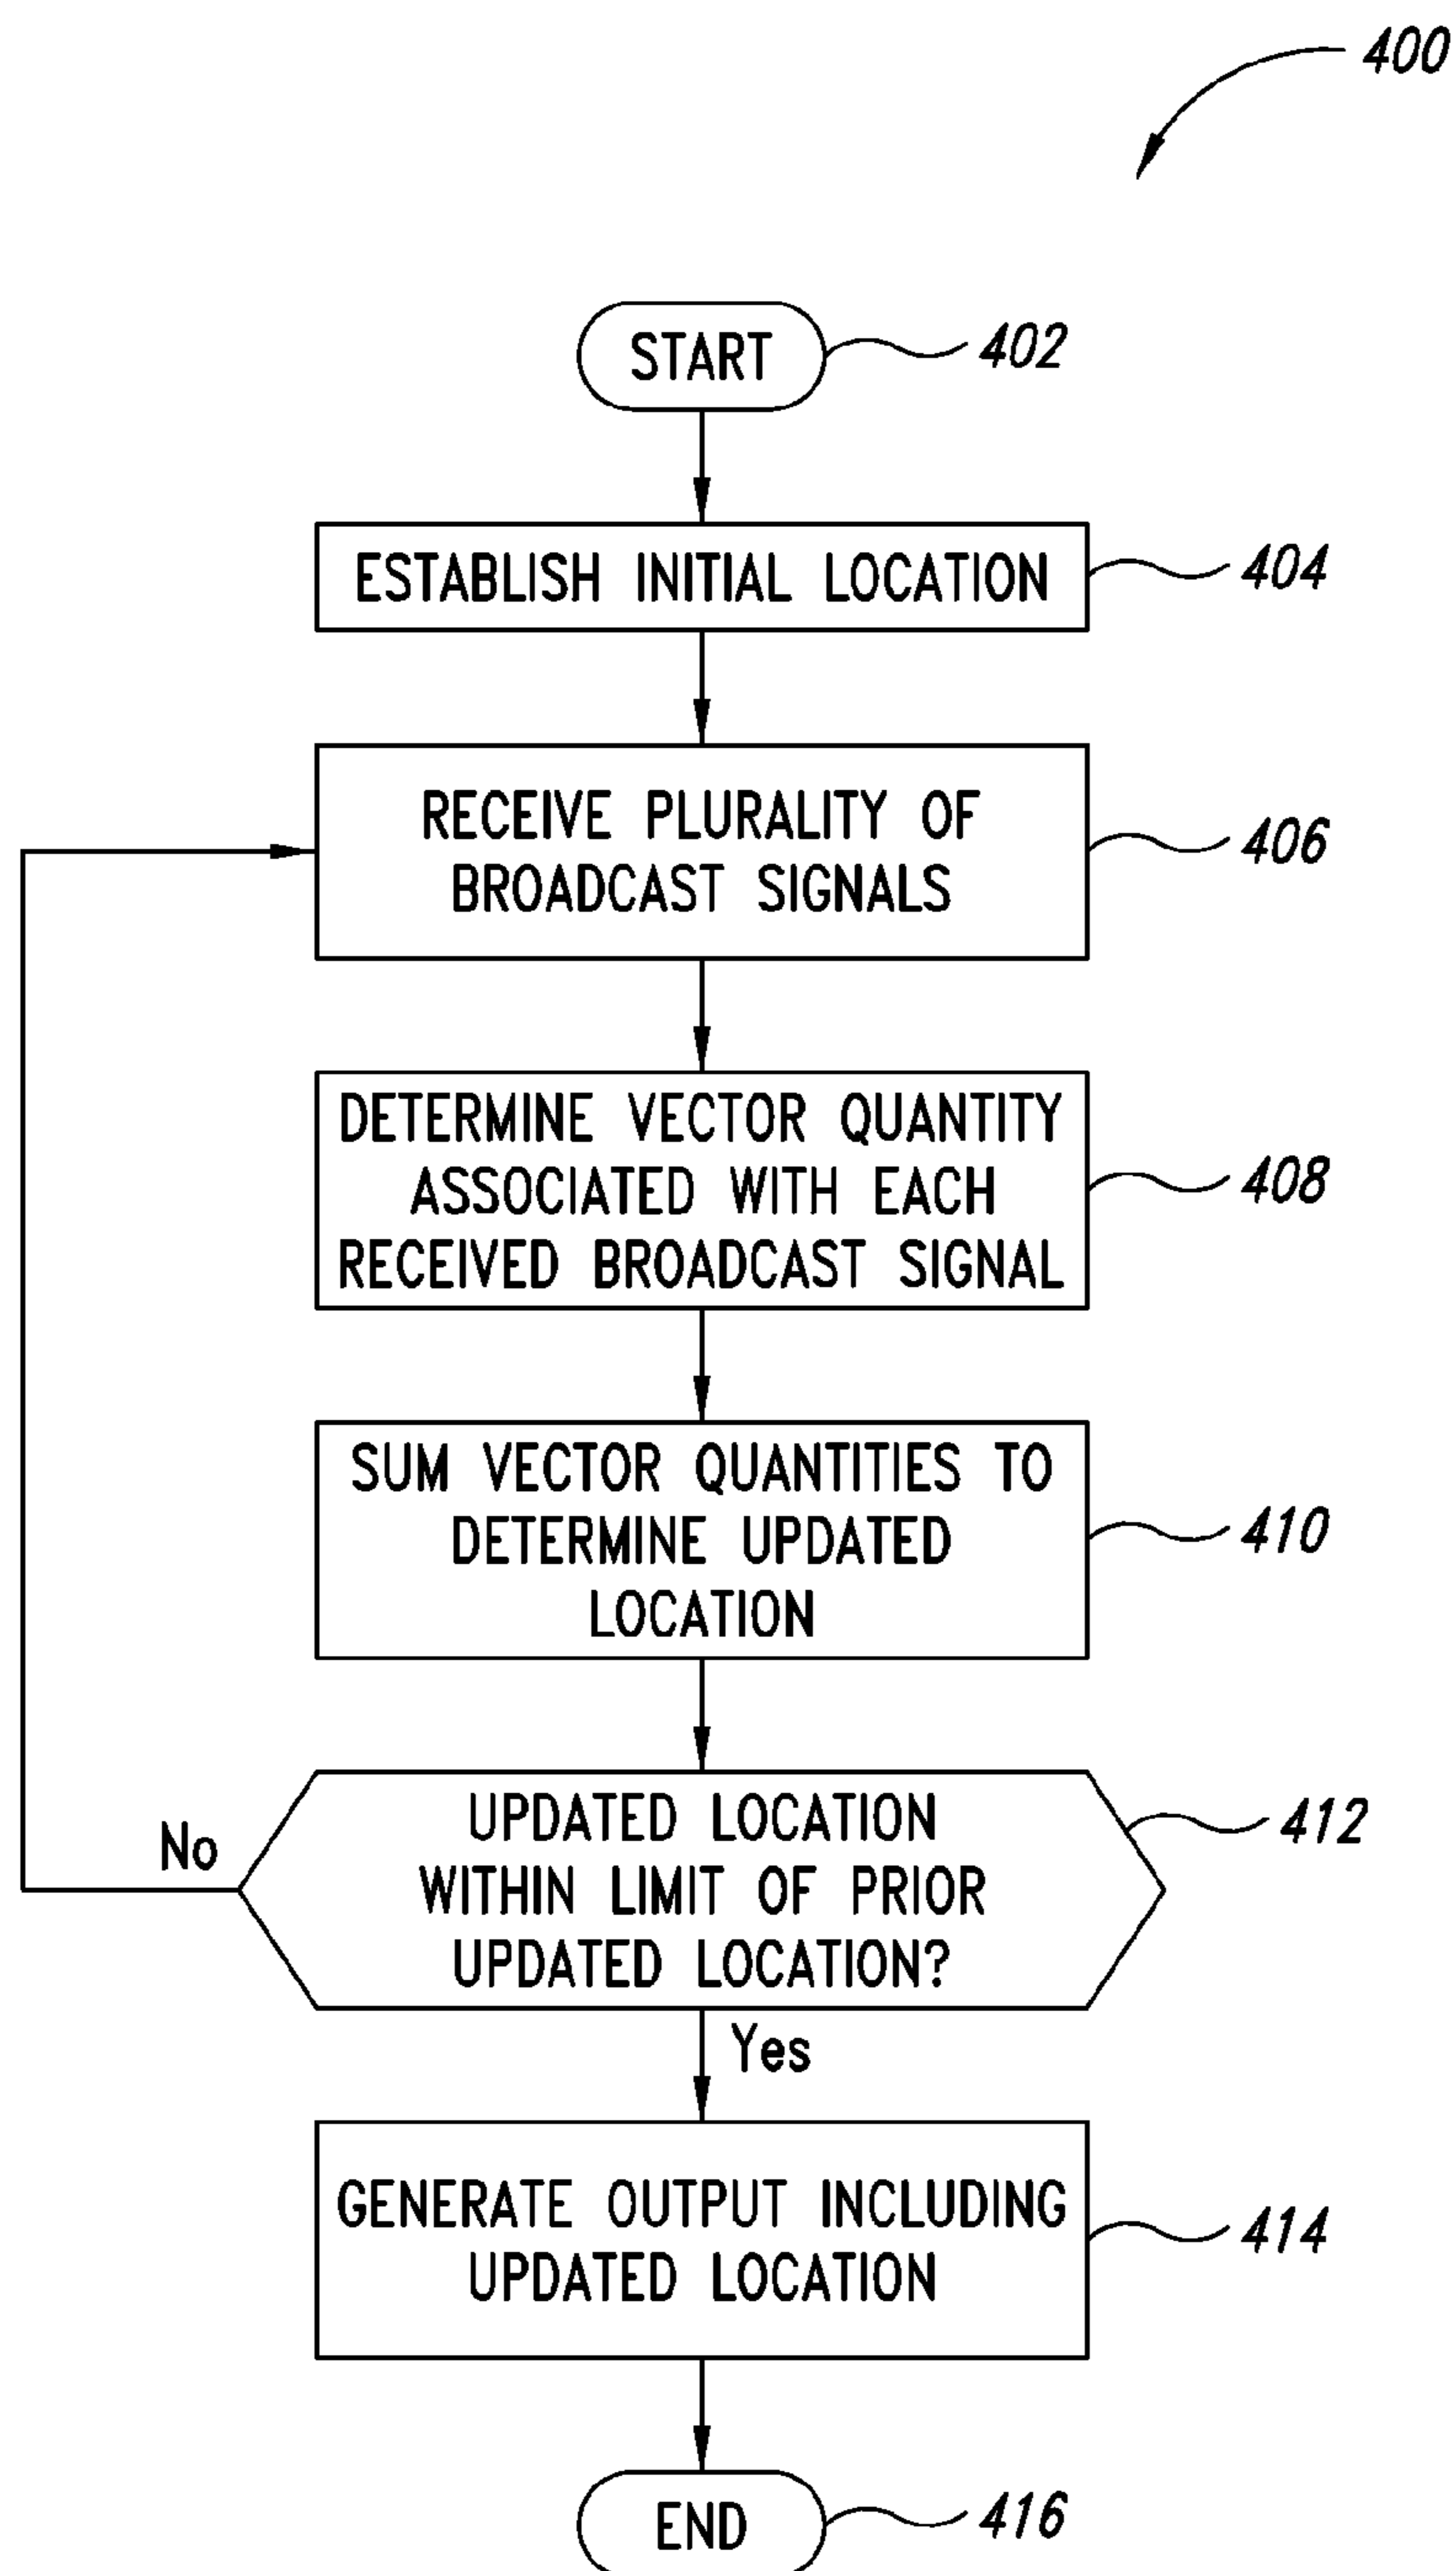 400
START
402
ESTABLISH INITIAL LOCATION
404
RECEIVE PLURALITY OF
BROADCAST SIGNALS
406
DETERMINE VECTOR QUANTITY
ASSOCIATED WITH EACH
RECEIVED BROADCAST SIGNAL
408
SUM VECTOR QUANTITIES TO
DETERMINE UPDATED
LOCATION
410
UPDATED LOCATION
WITHIN LIMIT OF PRIOR
UPDATED LOCATION?
412
No
Yes
GENERATE OUTPUT INCLUDING
UPDATED LOCATION
414
END
416